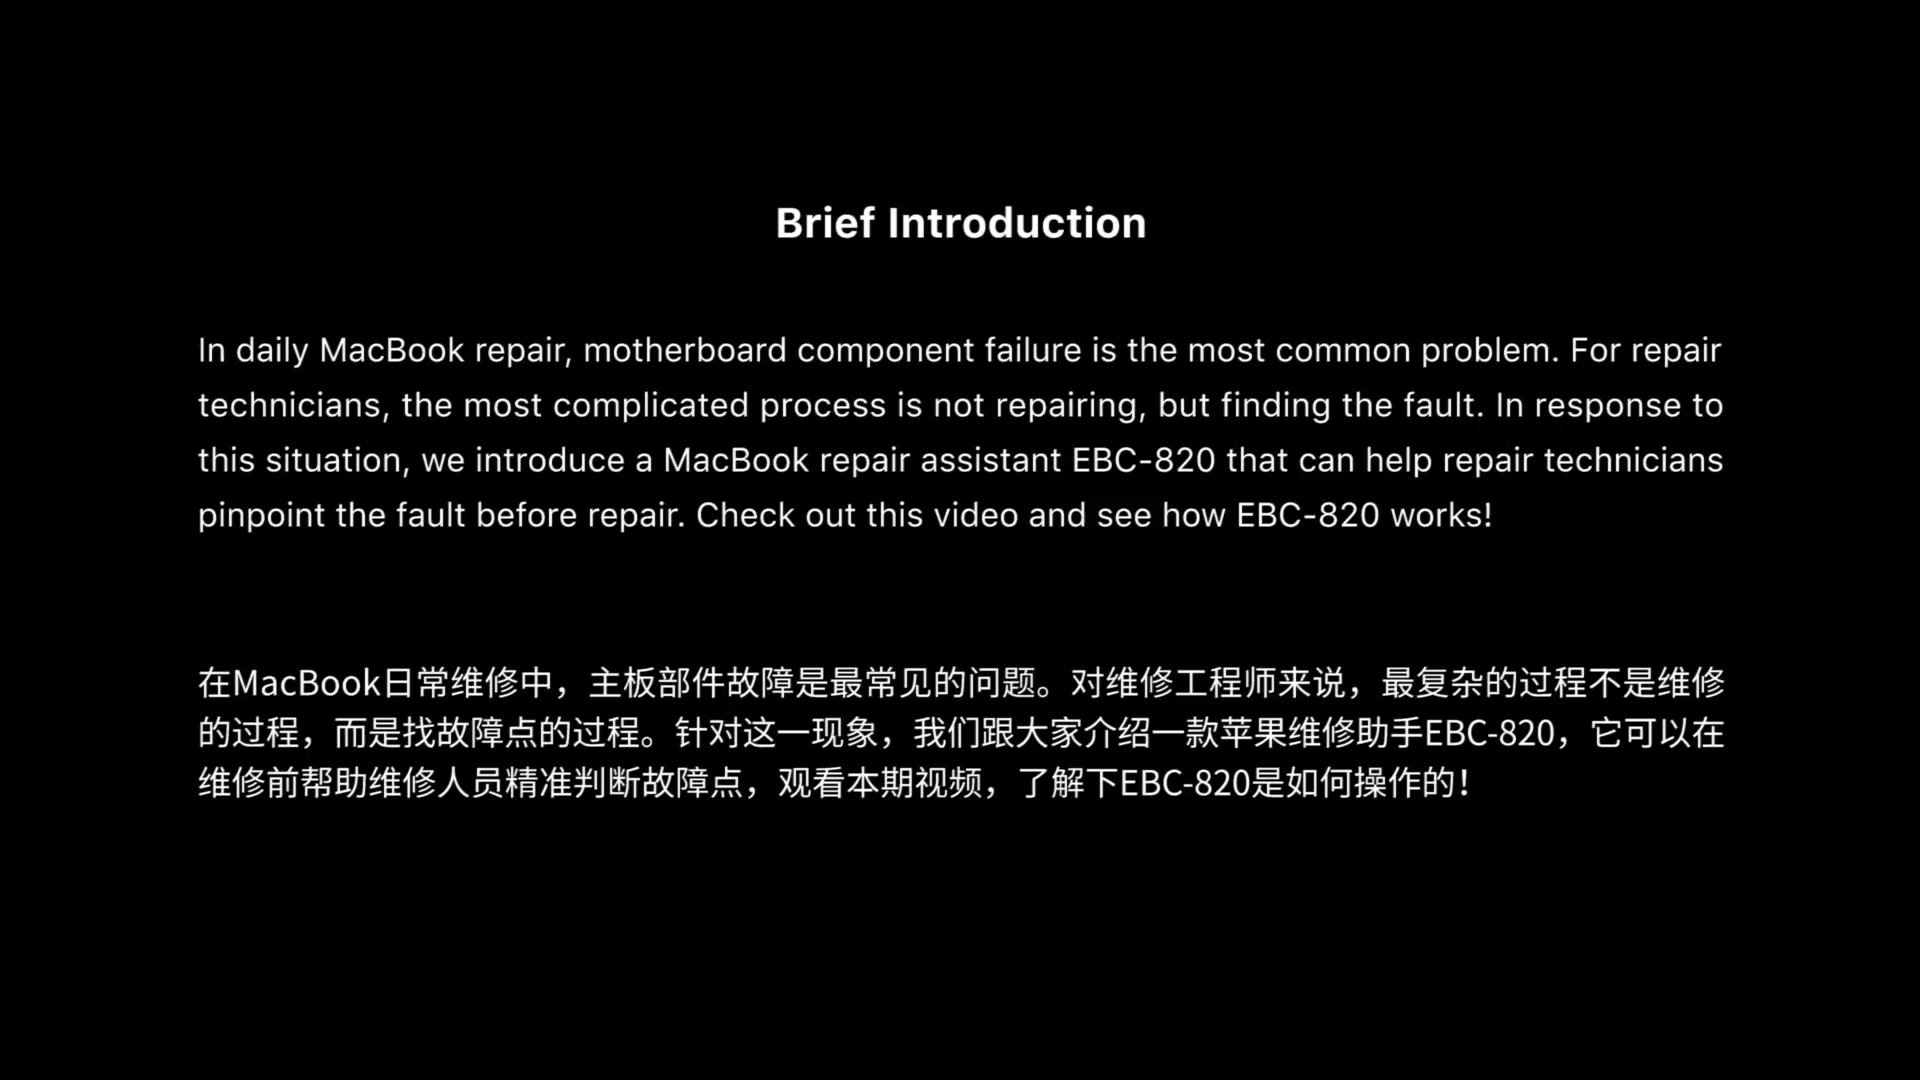 Brief Introduction
In daily MacBook repair, motherboard component failure is the most common problem. For repair
technicians, the most complicated process is not repairing, but finding the fault. In response to
this situation, we introduce a MacBook repair assistant EBC-820 that can help repair technicians
pinpoint the fault before repair. Check out this video and see how EBC-820 works!
在MacBook日常维修中，主板部件故障是最常见的问题。对维修工程师来说，最复杂的过程不是维修
的过程，而是找故障点的过程。针对这一现象，我们跟大家介绍一款苹果维修助手EBC-820，它可以在
维修前帮助维修人员精准判断故障点，观看本期视频，了解下EBC-820是如何操作的！